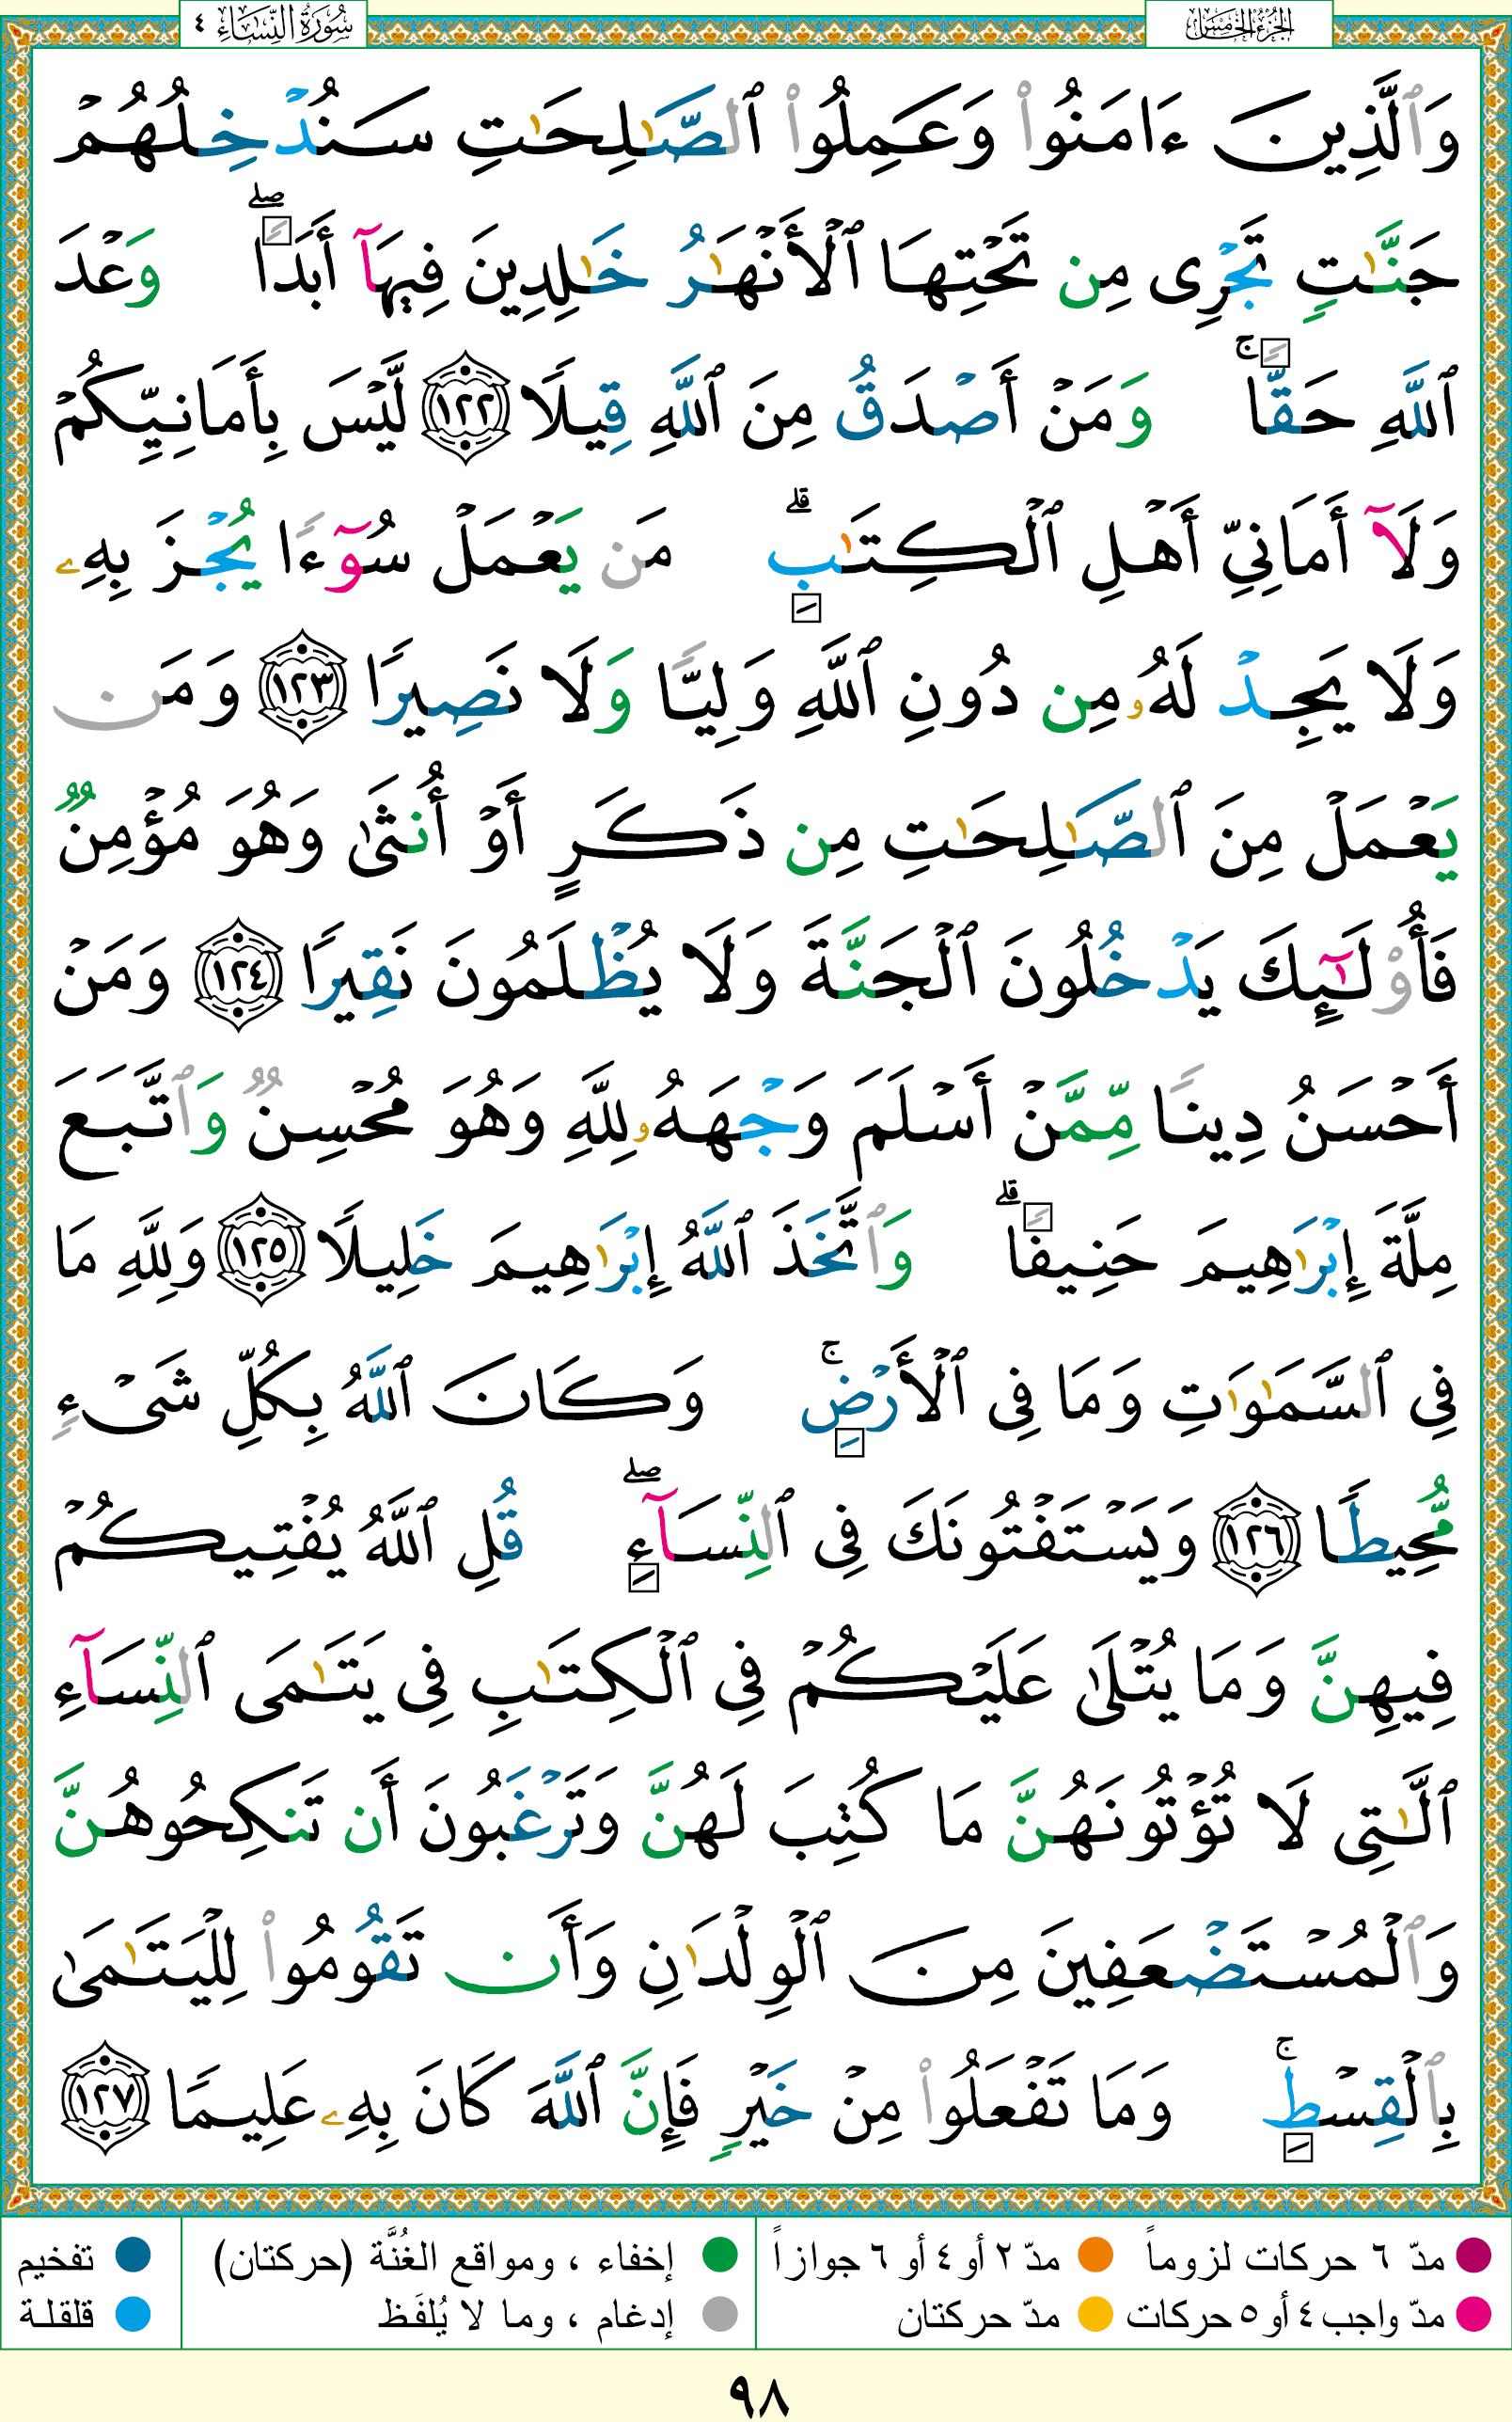 الجزء الخامس
سورة النساء ٤
وَٱلَّذِينَ ءَامَنُوا۟ وَعَمِلُوا۟ ٱلصَّـٰلِحَـٰتِ سَنُدْخِلُهُمْ
جَنَّـٰتٍ تَجْرِى مِن تَحْتِهَا ٱلْأَنْهَـٰرُ خَـٰلِدِينَ فِيهَآ أَبَدًا ۖ وَعْدَ
ٱللَّهِ حَقًّا ۚ وَمَنْ أَصْدَقُ مِنَ ٱللَّهِ قِيلًا ١٢٢ لَّيْسَ بِأَمَانِيِّكُمْ
وَلَآ أَمَانِىِّ أَهْلِ ٱلْكِتَـٰبِ ۗ مَن يَعْمَلْ سُوٓءًا يُجْزَ بِهِۦ
وَلَا يَجِدْ لَهُۥ مِن دُونِ ٱللَّهِ وَلِيًّا وَلَا نَصِيرًا ١٢٣ وَمَن
يَعْمَلْ مِنَ ٱلصَّـٰلِحَـٰتِ مِن ذَكَرٍ أَوْ أُنثَىٰ وَهُوَ مُؤْمِنٌ
فَأُو۟لَـٰٓئِكَ يَدْخُلُونَ ٱلْجَنَّةَ وَلَا يُظْلَمُونَ نَقِيرًا ١٢٤ وَمَنْ
أَحْسَنُ دِينًا مِّمَّنْ أَسْلَمَ وَجْهَهُۥ لِلَّهِ وَهُوَ مُحْسِنٌ وَٱتَّبَعَ
مِلَّةَ إِبْرَٰهِيمَ حَنِيفًا ۗ وَٱتَّخَذَ ٱللَّهُ إِبْرَٰهِيمَ خَلِيلًا ١٢٥ وَلِلَّهِ مَا
فِى ٱلسَّمَـٰوَٰتِ وَمَا فِى ٱلْأَرْضِ ۚ وَكَانَ ٱللَّهُ بِكُلِّ شَىْءٍ
مُّحِيطًا ١٢٦ وَيَسْتَفْتُونَكَ فِى ٱلنِّسَآءِ ۖ قُلِ ٱللَّهُ يُفْتِيكُمْ
فِيهِنَّ وَمَا يُتْلَىٰ عَلَيْكُمْ فِى ٱلْكِتَـٰبِ فِى يَتَـٰمَى ٱلنِّسَآءِ
ٱلَّـٰتِى لَا تُؤْتُونَهُنَّ مَا كُتِبَ لَهُنَّ وَتَرْغَبُونَ أَن تَنكِحُوهُنَّ
وَٱلْمُسْتَضْعَفِينَ مِنَ ٱلْوِلْدَٰنِ وَأَن تَقُومُوا۟ لِلْيَتَـٰمَىٰ
بِٱلْقِسْطِ ۚ وَمَا تَفْعَلُوا۟ مِنْ خَيْرٍ فَإِنَّ ٱللَّهَ كَانَ بِهِۦ عَلِيمًا ١٢٧
مدّ ٦ حركات لزوماً مدّ ٢ أو ٤ أو ٦ جوازاً إخفاء ، ومواقع الغُنَّة (حركتان) تفخيم
مدّ واجب ٤ أو ٥ حركات مدّ حركتان إدغام ، وما لا يُلفَظ قلقلة
٩٨